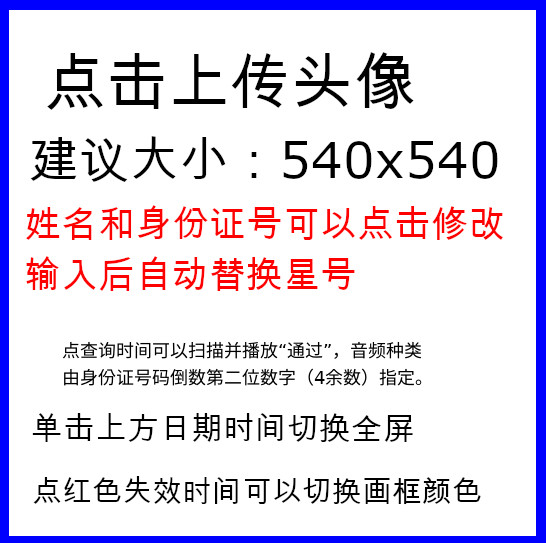 点击上传头像
建议大小：540x540
姓名和身份证号可以点击修改
输入后自动替换星号
点查询时间可以扫描并播放“通过”，音频种类
由身份证号码倒数第二位数字（4余数）指定。
单击上方日期时间切换全屏
点红色失效时间可以切换画框颜色